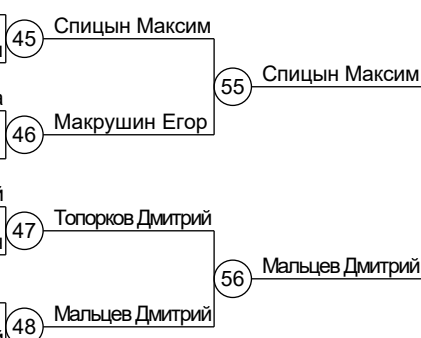 Спицын Максим
45
55
Спицын Максим
Макрушин Егор
46
Топорков Дмитрий
47
56
Мальцев Дмитрий
Мальцев Дмитрий
48